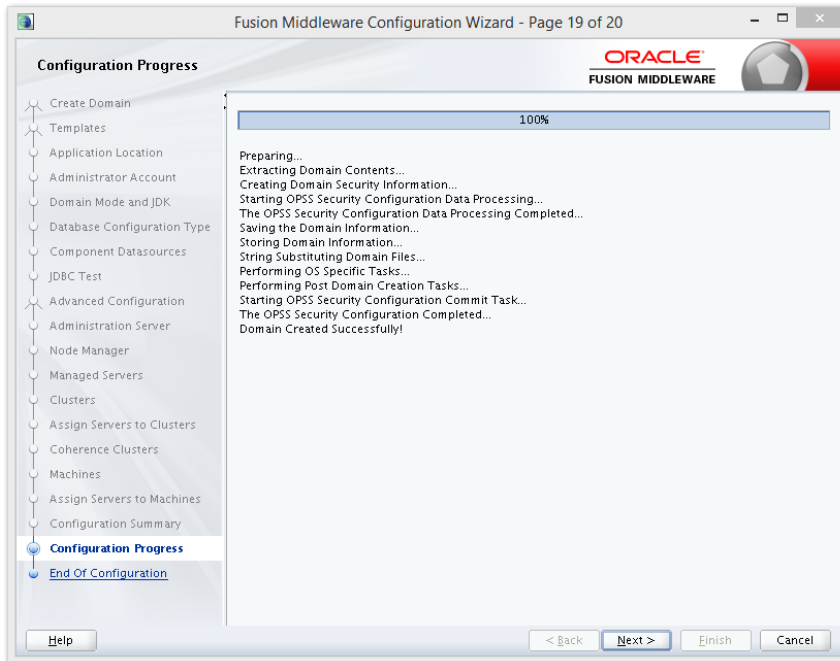 Fusion Middleware Configuration Wizard - Page 19 of 20
Configuration Progress
ORACLE
FUSION MIDDLEWARE
Create Domain
Templates
Application Location
Administrator Account
Domain Mode and JDK
Database Configuration Type
Component Datasources
JDBC Test
Advanced Configuration
Administration Server
Node Manager
Managed Servers
Clusters
Assign Servers to Clusters
Coherence Clusters
Machines
Assign Servers to Machines
Configuration Summary
Configuration Progress
End Of Configuration
100%
Preparing...
Extracting Domain Contents...
Creating Domain Security Information...
Starting OPSS Security Configuration Data Processing...
The OPSS Security Configuration Data Processing Completed...
Saving the Domain Information...
Storing Domain Information...
String Substituting Domain Files...
Performing OS Specific Tasks...
Performing Post Domain Creation Tasks...
Starting OPSS Security Configuration Commit Task...
The OPSS Security Configuration Completed...
Domain Created Successfully!
Help
< Back
Next >
Finish
Cancel